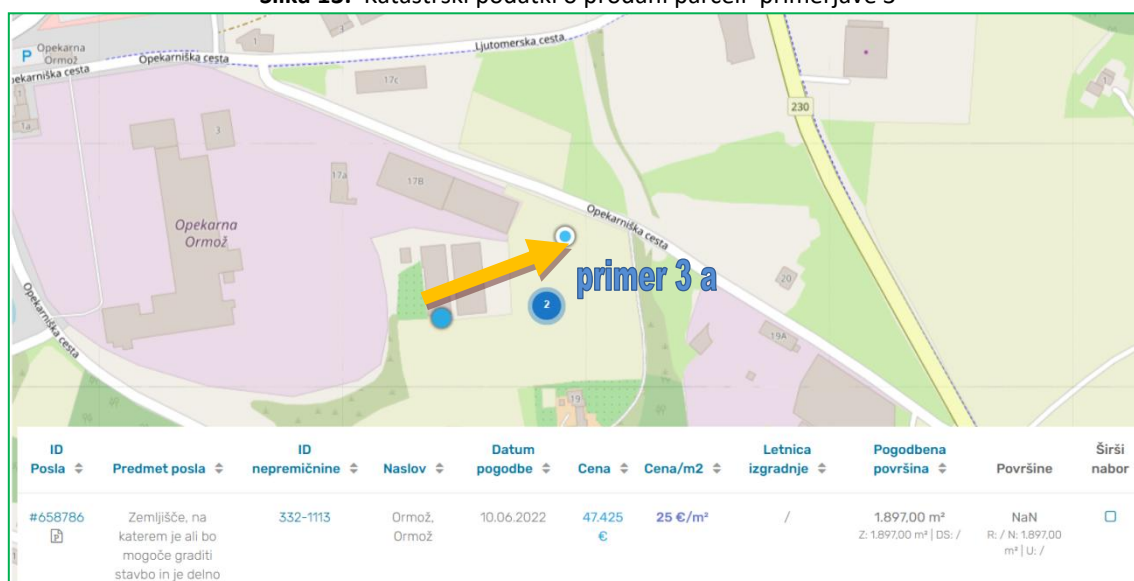 Slika 13. Katastrski podatki o prodani parceli- primerjave 3
P Opekarna
Ormož
Opekarniška cesta
Opekarniška cesta
Ljutomerska cesta
1
3
17c
1
1
1a
3
230
17a
17B
Opekarna
Ormož
Opekarniška cesta
primer 3 a
2
20
Opekarniška cesta
19A
19
ID
Posla
Predmet posla
ID
nepremičnine
Naslov
Datum
pogodbe
Cena
Cena/m2
Letnica
izgradnje
Pogodbena
površina
Površine
Širši
nabor
#658786
Zemljišče, na
katerem je ali bo
mogoče graditi
stavbo in je delno
332-1113
Ormož,
Ormož
10.06.2022
47.425
€
25 €/m²
/
1.897,00 m²
Z: 1.897,00 m² | DS: /
NaN
R: / N: 1.897,00
m² | U: /